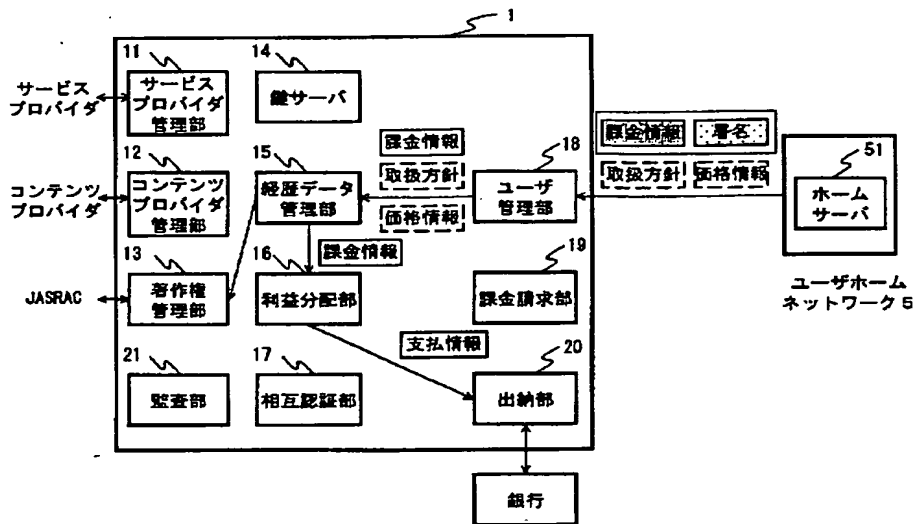 1
11
サービス
プロバイダ
サービス
プロバイダ
管理部
14
鍵サーバ
12
コンテンツ
プロバイダ
コンテンツ
プロバイダ
管理部
15
経歴データ
管理部
課金情報
取扱方針
価格情報
18
ユーザ
管理部
課金情報
署名
取扱方針
価格情報
51
ホーム
サーバ
ユーザホーム
ネットワーク5
13
JASRAC
著作権
管理部
課金情報
16
利益分配部
19
課金請求部
支払情報
21
監査部
17
相互認証部
20
出納部
銀行